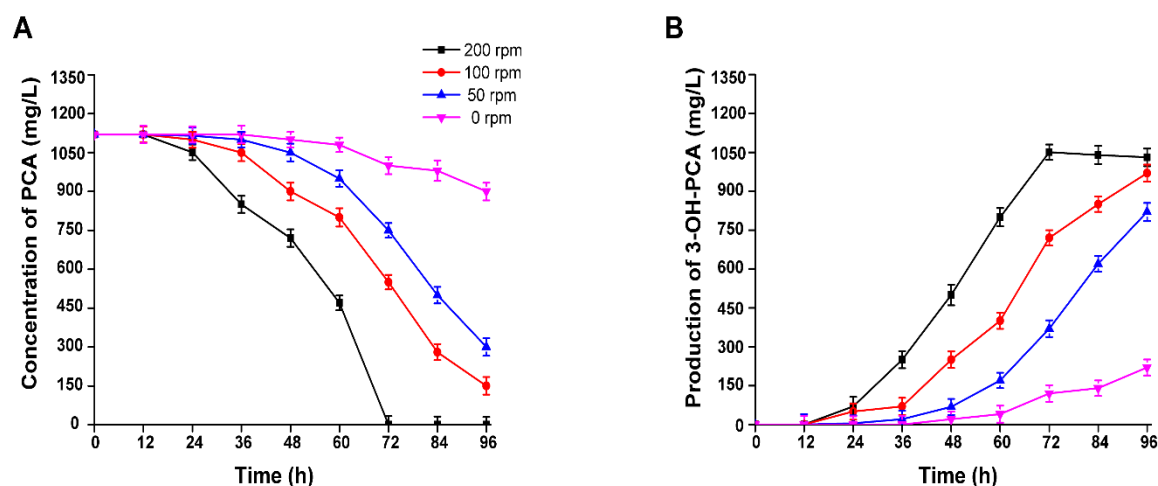 A
Concentration of PCA (mg/L)
1350
1200
1050
900
750
600
450
300
150
0
0 12 24 36 48 60 72 84 96
Time (h)
200 rpm
100 rpm
50 rpm
0 rpm
B
Production of 3-OH-PCA (mg/L)
1350
1200
1050
900
750
600
450
300
150
0
0 12 24 36 48 60 72 84 96
Time (h)